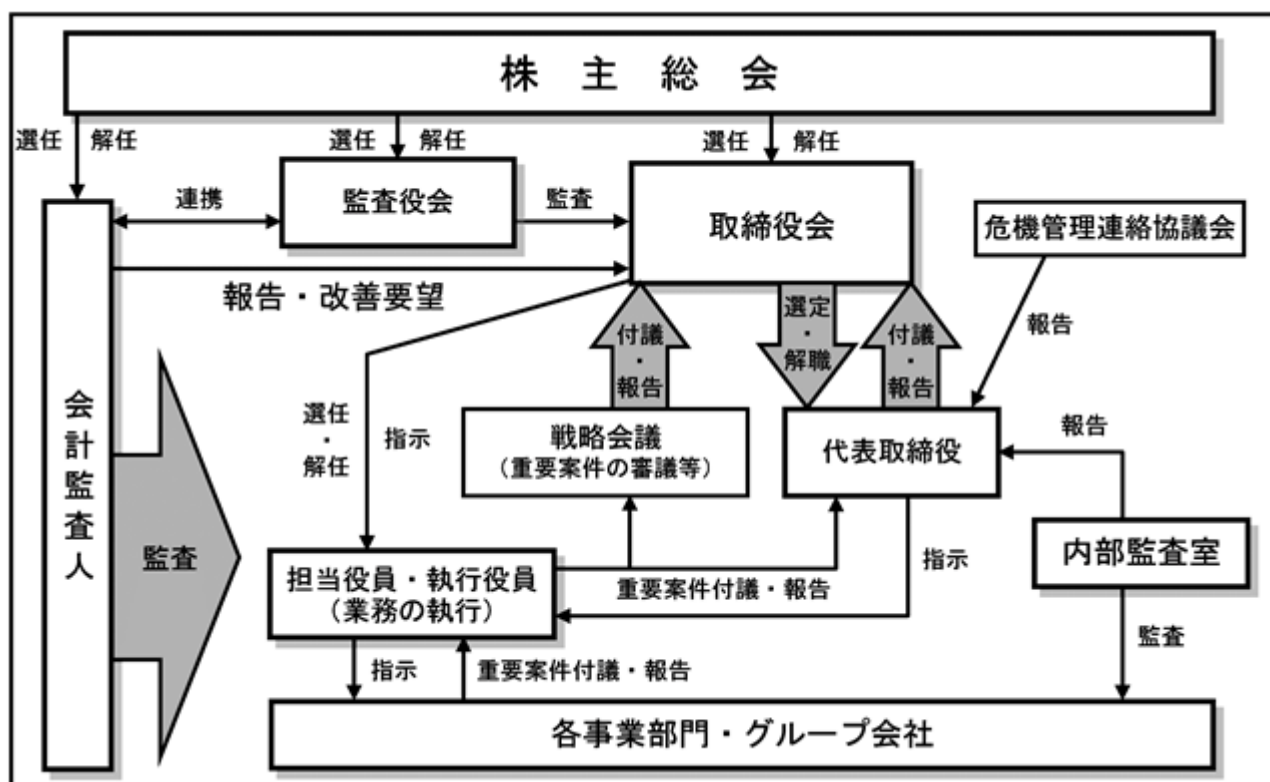 株主総会
選任 解任
選任 解任
選任 解任
監査役会
連携
監査
取締役会
危機管理連絡協議会
報告・改善要望
報告
選定・解職
付議・報告
付議・報告
会計監査人
監査
選任・解任
指示
戦略会議
（重要案件の審議等）
代表取締役
報告
内部監査室
担当役員・執行役員
（業務の執行）
重要案件付議・報告
指示
監査
指示
重要案件付議・報告
各事業部門・グループ会社